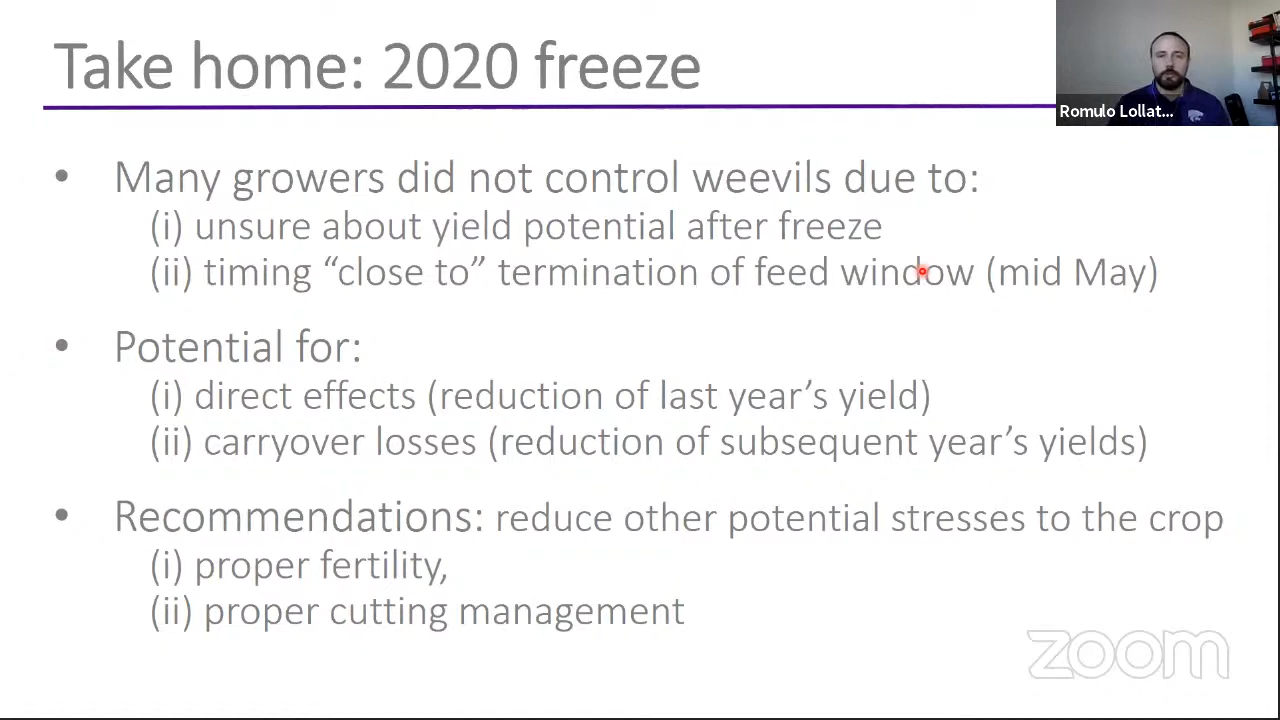 Take home: 2020 freeze
Romulo Lollat...
• Many growers did not control weevils due to:
(i) unsure about yield potential after freeze
(ii) timing “close to” termination of feed window (mid May)
• Potential for:
(i) direct effects (reduction of last year’s yield)
(ii) carryover losses (reduction of subsequent year’s yields)
• Recommendations: reduce other potential stresses to the crop
(i) proper fertility,
(ii) proper cutting management
zoom